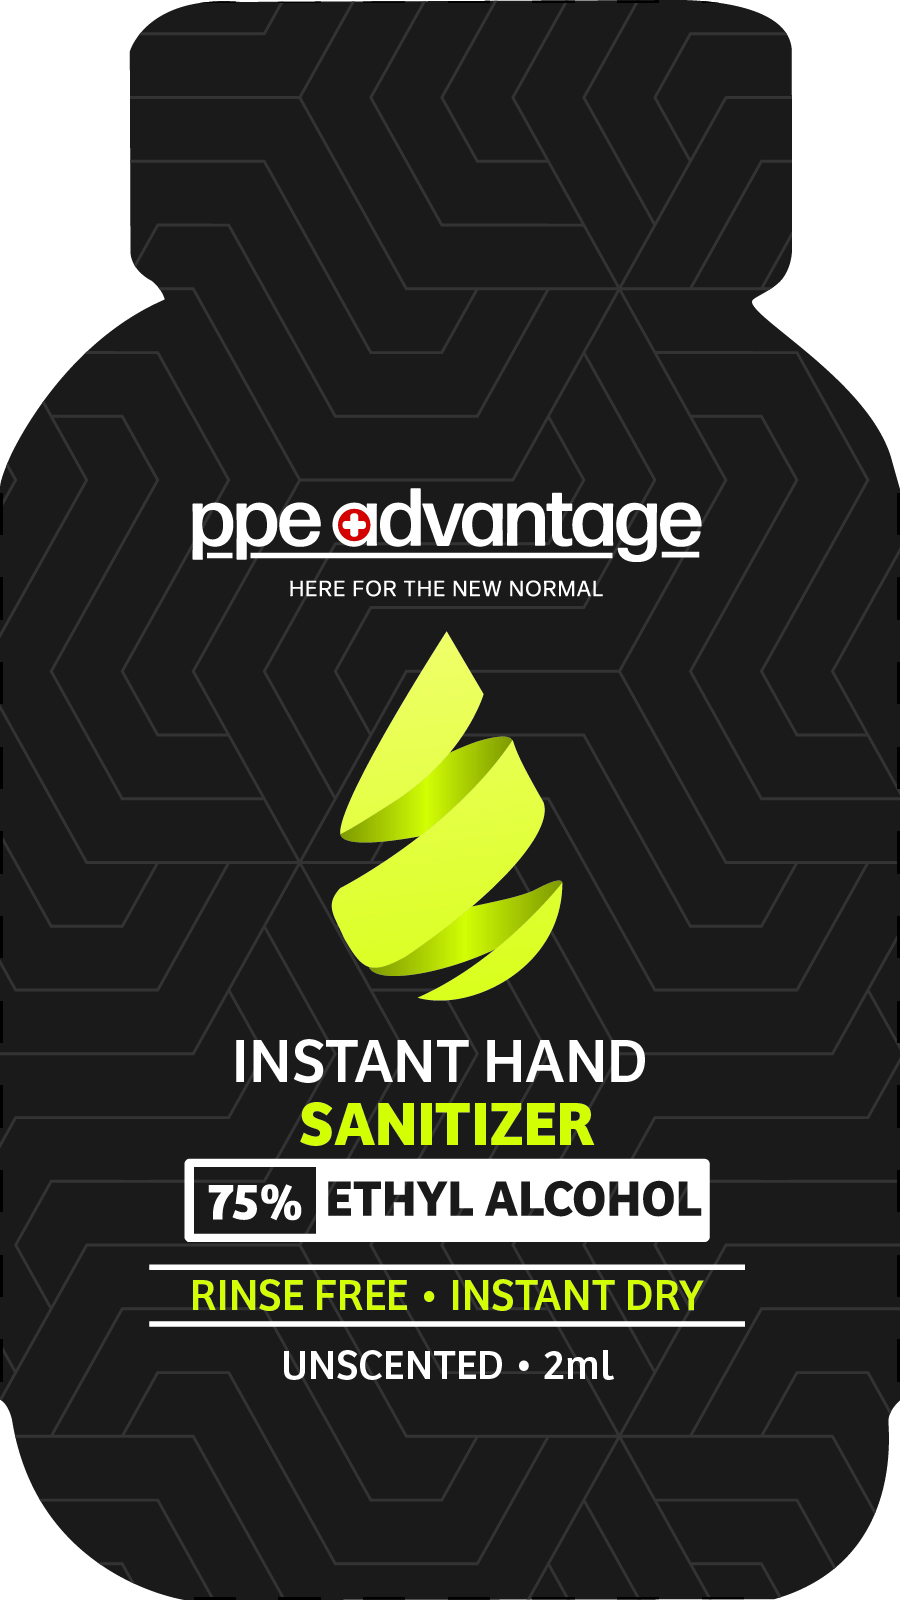 ppe advantage
HERE FOR THE NEW NORMAL
INSTANT HAND
SANITIZER
75% ETHYL ALCOHOL
RINSE FREE • INSTANT DRY
UNSCENTED • 2ml